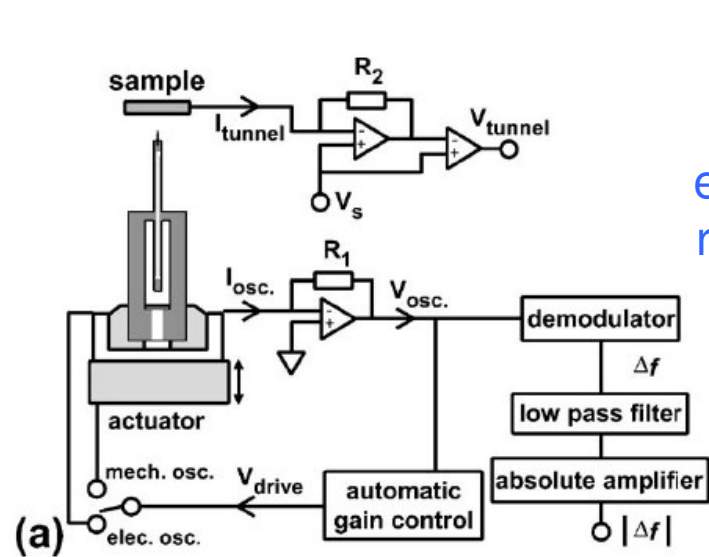 sample
R2
Itunnel
Vtunnel
Vs
R1
Iosc.
Vosc.
demodulator
Δf
low pass filter
actuator
absolute amplifier
mech. osc.
Vdrive
automatic
gain control
elec. osc.
|Δf|
(a)